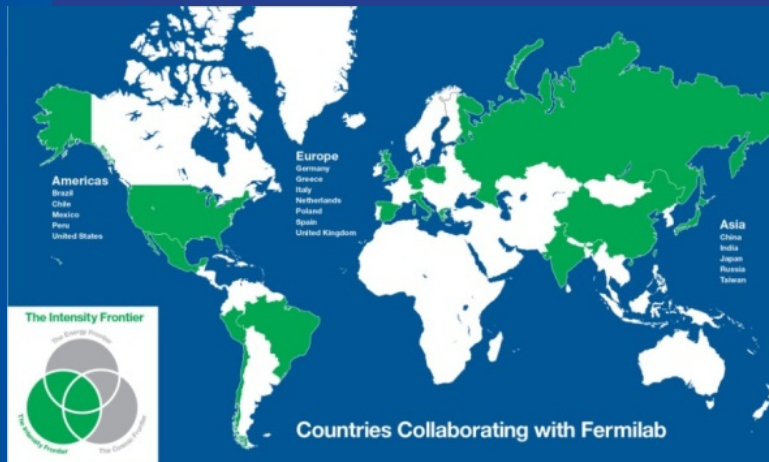 Americas
Brazil
Chile
Mexico
Peru
United States
Europe
Germany
Greece
Italy
Netherlands
Poland
Spain
United Kingdom
Asia
China
India
Japan
Russia
Taiwan
The Intensity Frontier
The Energy Frontier
The Intensity Frontier
The Cosmic Frontier
Countries Collaborating with Fermilab